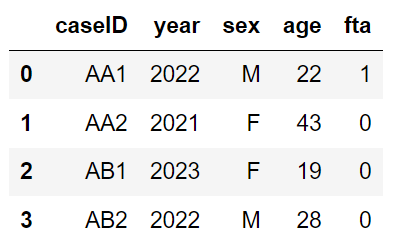 caseID year sex age fta
0 AA1 2022 M 22 1
1 AA2 2021 F 43 0
2 AB1 2023 F 19 0
3 AB2 2022 M 28 0